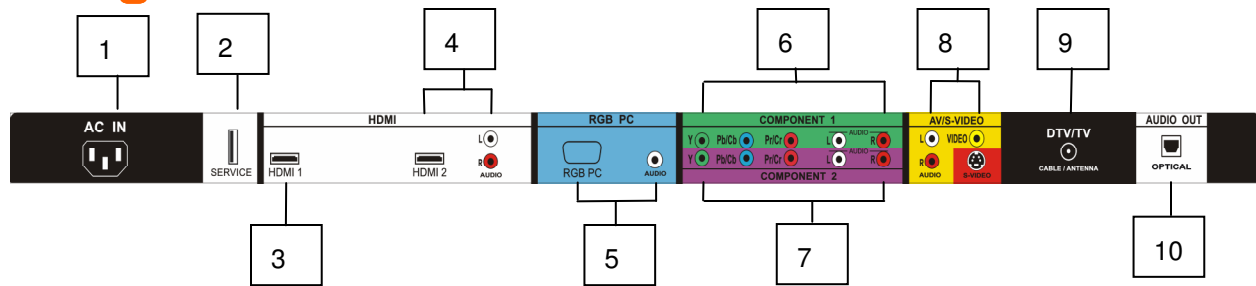 1
2
4
6
8
9
AC IN
HDMI
RGB PC
COMPONENT 1
AV/S-VIDEO
AUDIO OUT
SERVICE
HDMI 1
HDMI 2
L
R
AUDIO
RGB PC
AUDIO
Y Pb/Cb Pr/Cr L AUDIO R
Y Pb/Cb Pr/Cr L AUDIO R
COMPONENT 2
L VIDEO
R
AUDIO
S-VIDEO
DTV/TV
CABLE / ANTENNA
OPTICAL
3
5
7
10